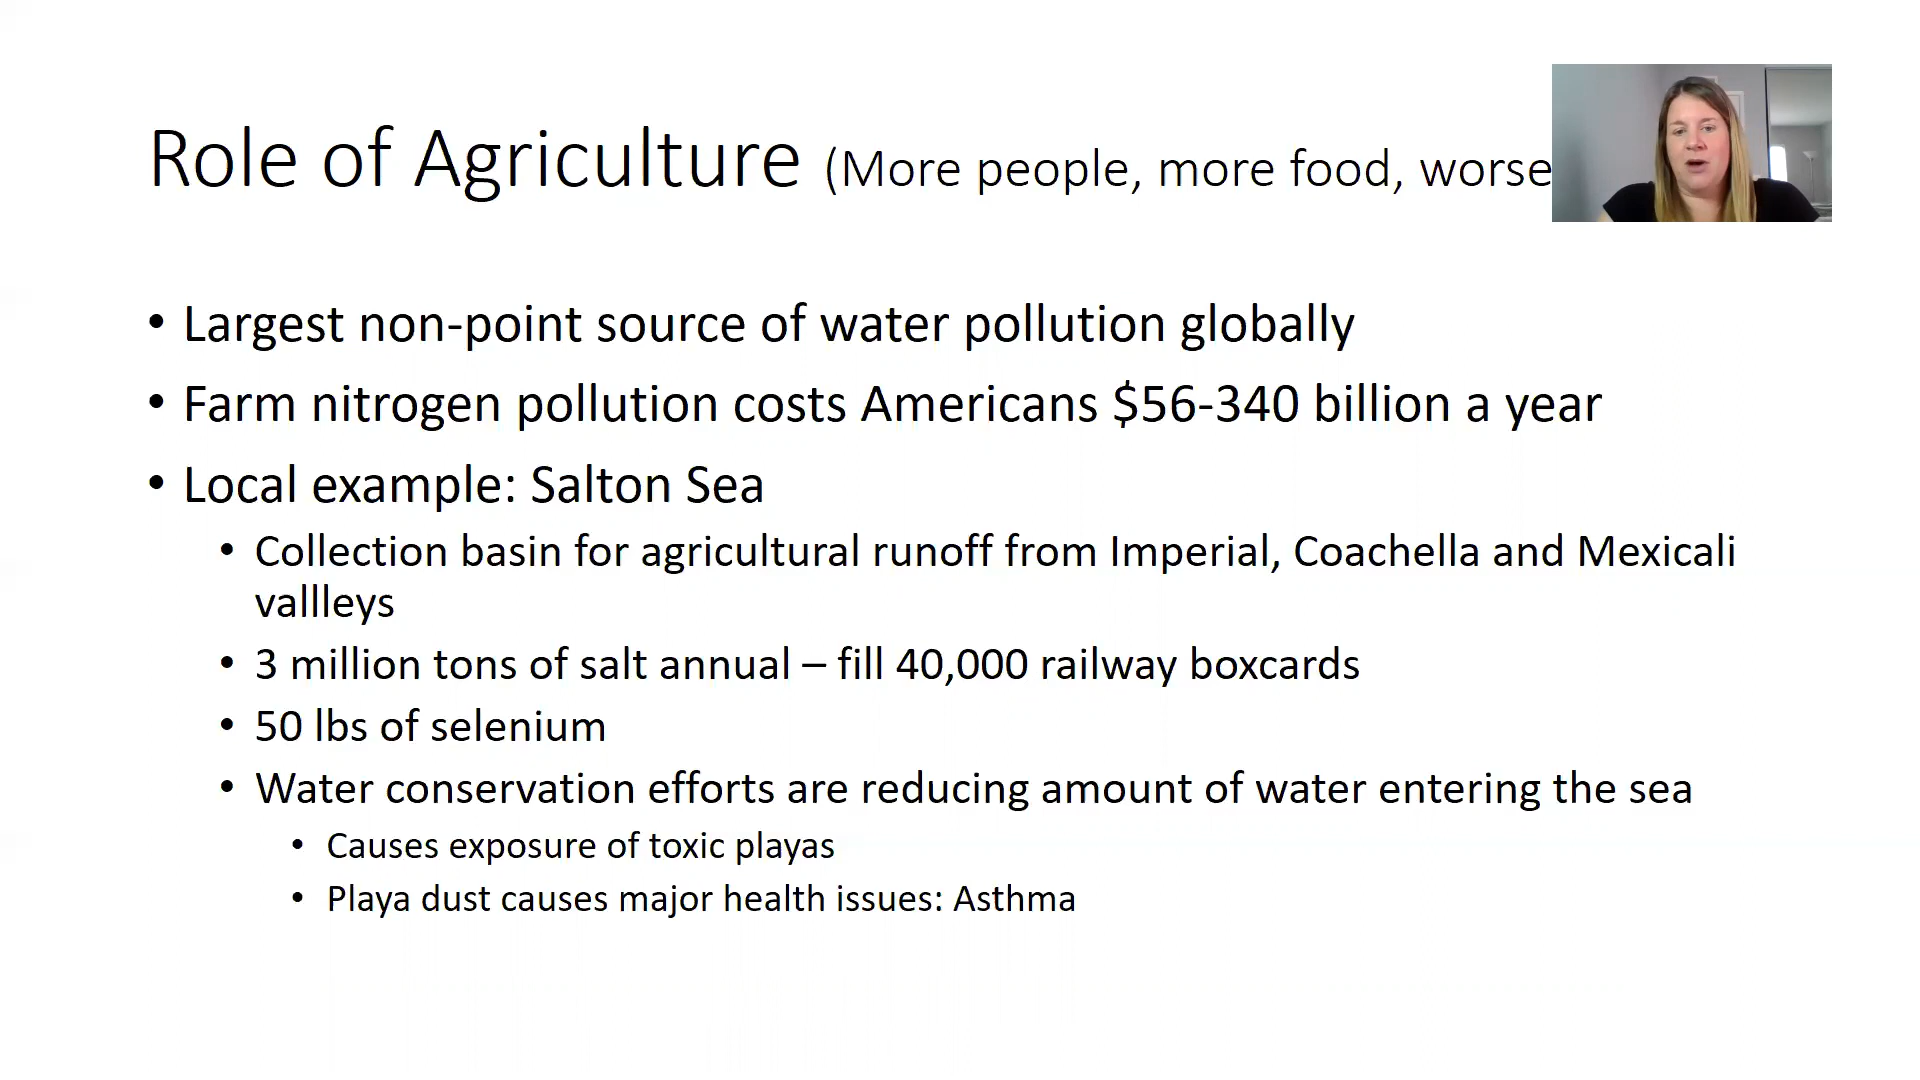 Role of Agriculture (More people, more food, worse
• Largest non-point source of water pollution globally
• Farm nitrogen pollution costs Americans $56-340 billion a year
• Local example: Salton Sea
• Collection basin for agricultural runoff from Imperial, Coachella and Mexicali
vallleys
• 3 million tons of salt annual – fill 40,000 railway boxcards
• 50 lbs of selenium
• Water conservation efforts are reducing amount of water entering the sea
• Causes exposure of toxic playas
• Playa dust causes major health issues: Asthma